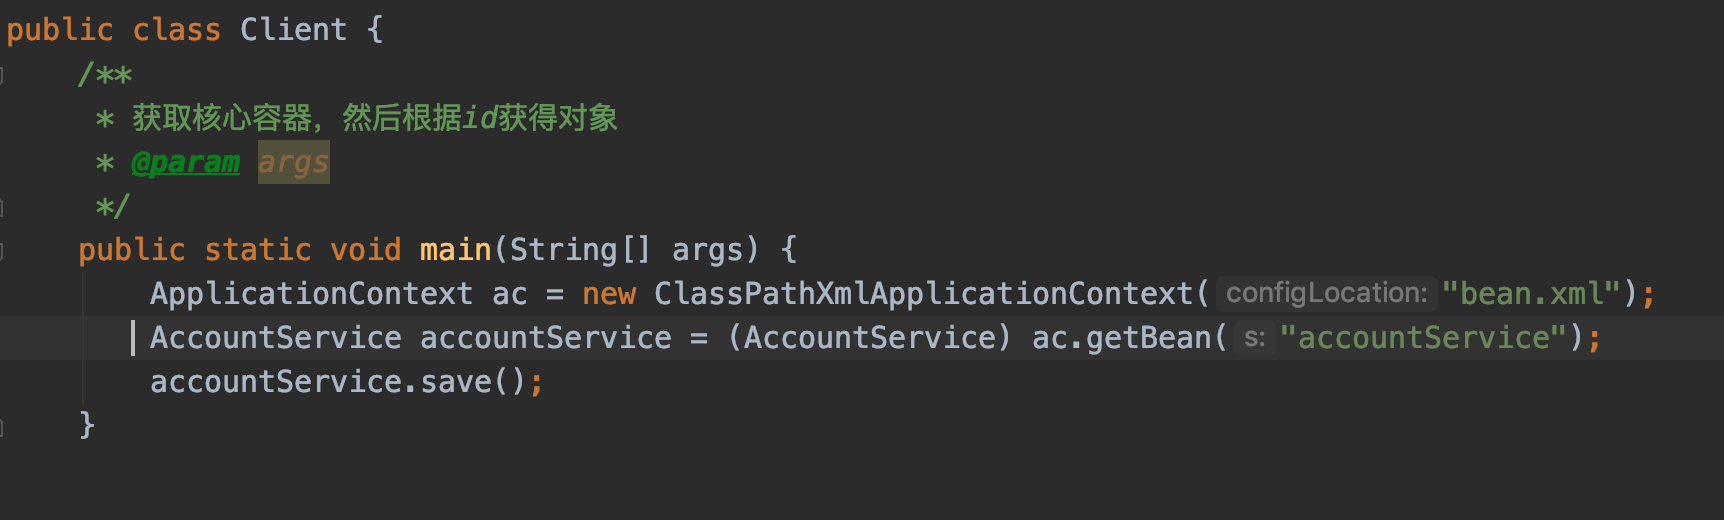 public class Client {
/**
* 获取核心容器，然后根据id获得对象
* @param args
*/
public static void main(String[] args) {
ApplicationContext ac = new ClassPathXmlApplicationContext( configLocation: "bean.xml");
AccountService accountService = (AccountService) ac.getBean( s: "accountService");
accountService.save();
}